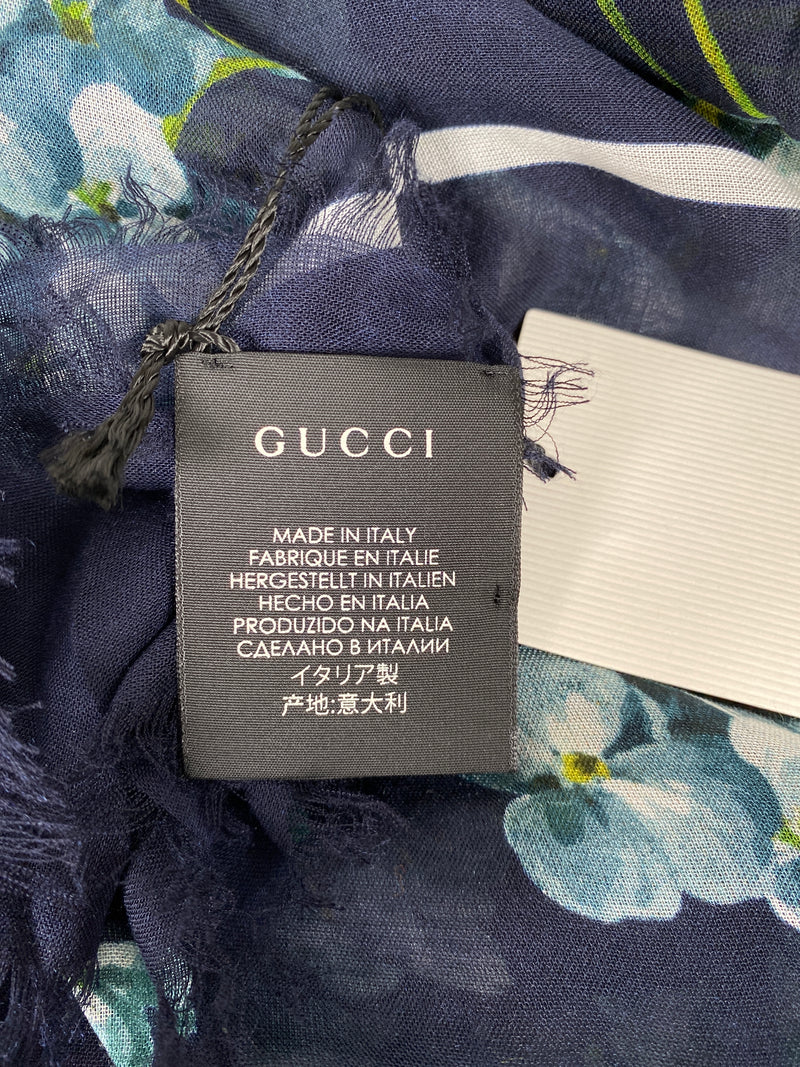 GUCCI
MADE IN ITALY
FABRIQUE EN ITALIE
HERGESTELLT IN ITALIEN
HECHO EN ITALIA
PRODUZIDO NA ITALIA
СДЕЛАНО В ИТАЛИИ
イタリア製
产地:意大利